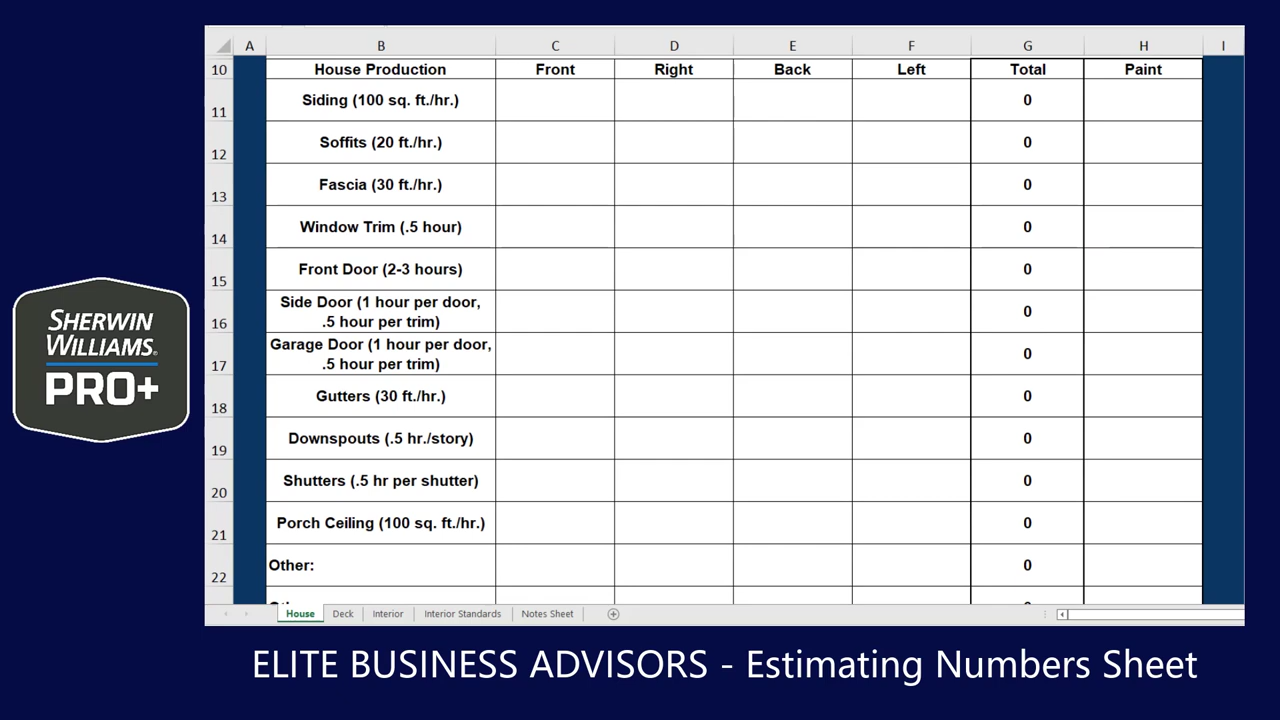 A B C D E F G H I
10 House Production Front Right Back Left Total Paint
11 Siding (100 sq. ft./hr.) 0
12 Soffits (20 ft./hr.) 0
13 Fascia (30 ft./hr.) 0
14 Window Trim (.5 hour) 0
15 Front Door (2-3 hours) 0
Side Door (1 hour per door,
16 .5 hour per trim) 0
Garage Door (1 hour per door,
17 .5 hour per trim) 0
18 Gutters (30 ft./hr.) 0
19 Downspouts (.5 hr./story) 0
20 Shutters (.5 hr per shutter) 0
21 Porch Ceiling (100 sq. ft./hr.) 0
22 Other: 0
House Deck Interior Interior Standards Notes Sheet
SHERWIN
WILLIAMS.
PRO+
ELITE BUSINESS ADVISORS - Estimating Numbers Sheet